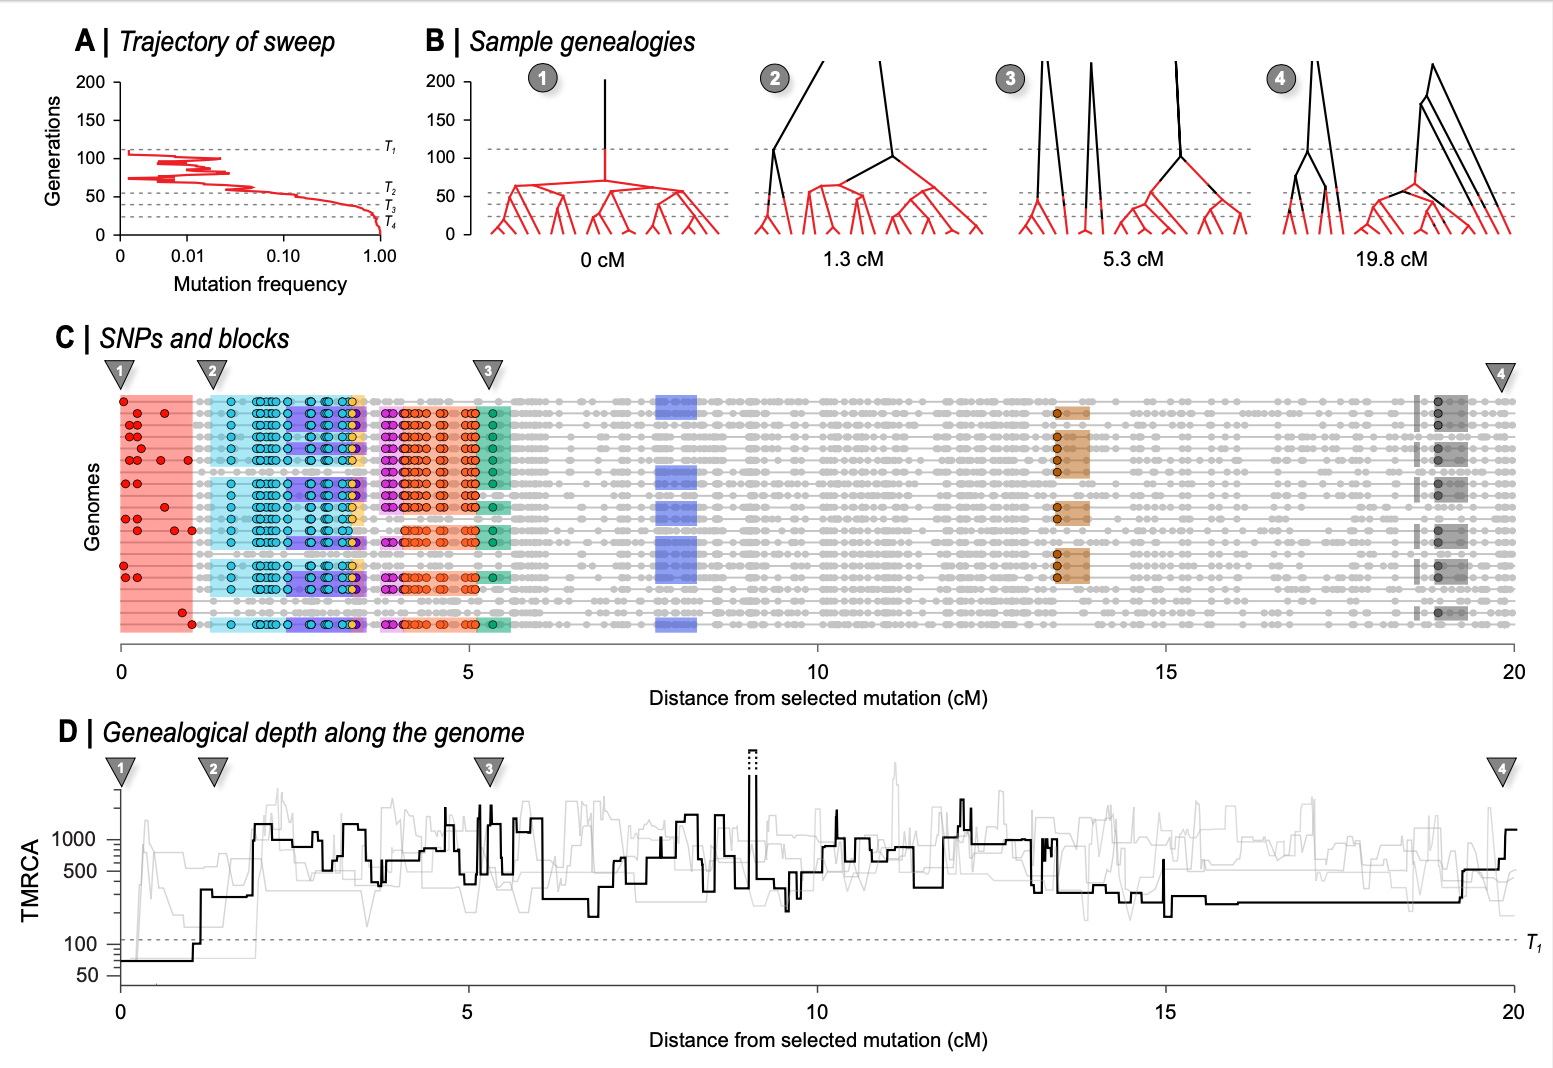 A | Trajectory of sweep
B | Sample genealogies
200
150
100
50
0
Generations
T1
T2
T3
T4
0
0.01
0.10
1.00
Mutation frequency
200
150
100
50
0
1
2
3
4
0 cM
1.3 cM
5.3 cM
19.8 cM
C | SNPs and blocks
1
2
3
4
Genomes
0
5
10
15
20
Distance from selected mutation (cM)
D | Genealogical depth along the genome
1
2
3
4
TMRCA
1000
500
100
50
T1
0
5
10
15
20
Distance from selected mutation (cM)